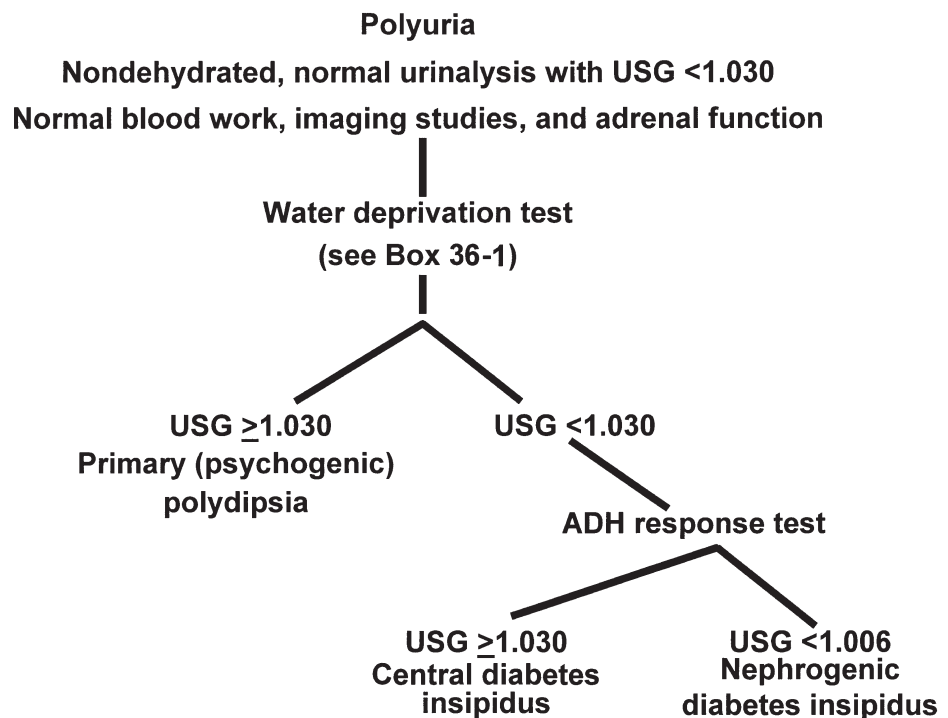 Polyuria
Nondehydrated, normal urinalysis with USG <1.030
Normal blood work, imaging studies, and adrenal function
Water deprivation test
(see Box 36-1)
USG ≥1.030
Primary (psychogenic)
polydipsia
USG <1.030
ADH response test
USG ≥1.030
Central diabetes
insipidus
USG <1.006
Nephrogenic
diabetes insipidus